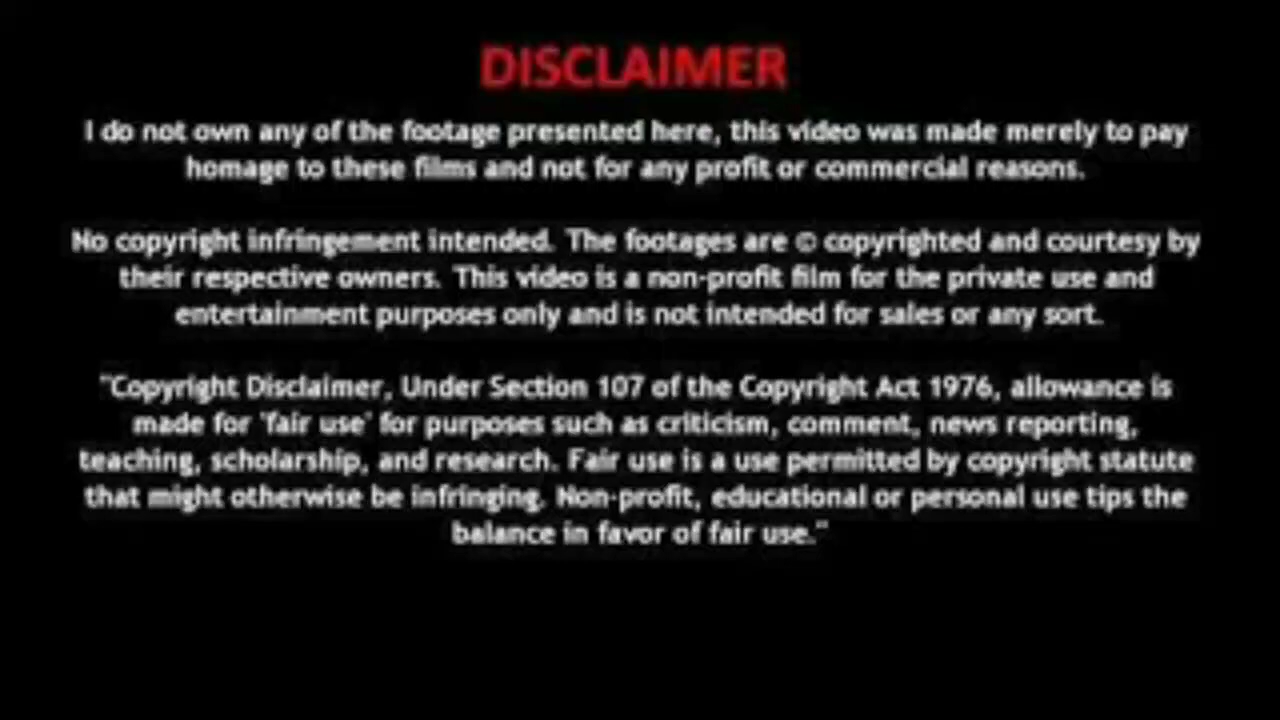 DISCLAIMER
I do not own any of the footage presented here, this video was made merely to pay
homage to these films and not for any profit or commercial reasons.
No copyright infringement intended. The footages are © copyrighted and courtesy by
their respective owners. This video is a non-profit film for the private use and
entertainment purposes only and is not intended for sales or any sort.
"Copyright Disclaimer, Under Section 107 of the Copyright Act 1976, allowance is
made for 'fair use' for purposes such as criticism, comment, news reporting,
teaching, scholarship, and research. Fair use is a use permitted by copyright statute
that might otherwise be infringing. Non-profit, educational or personal use tips the
balance in favor of fair use."